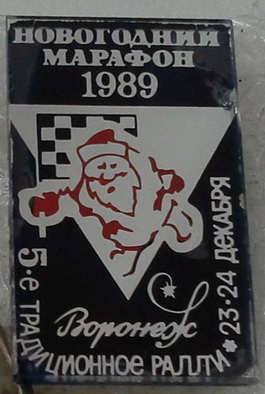 НОВОГОДНИЙ
МАРАФОН
1989
Воронеж
5-е ТРАДИЦИОННОЕ РАЛЛИ * 23-24 ДЕКАБРЯ